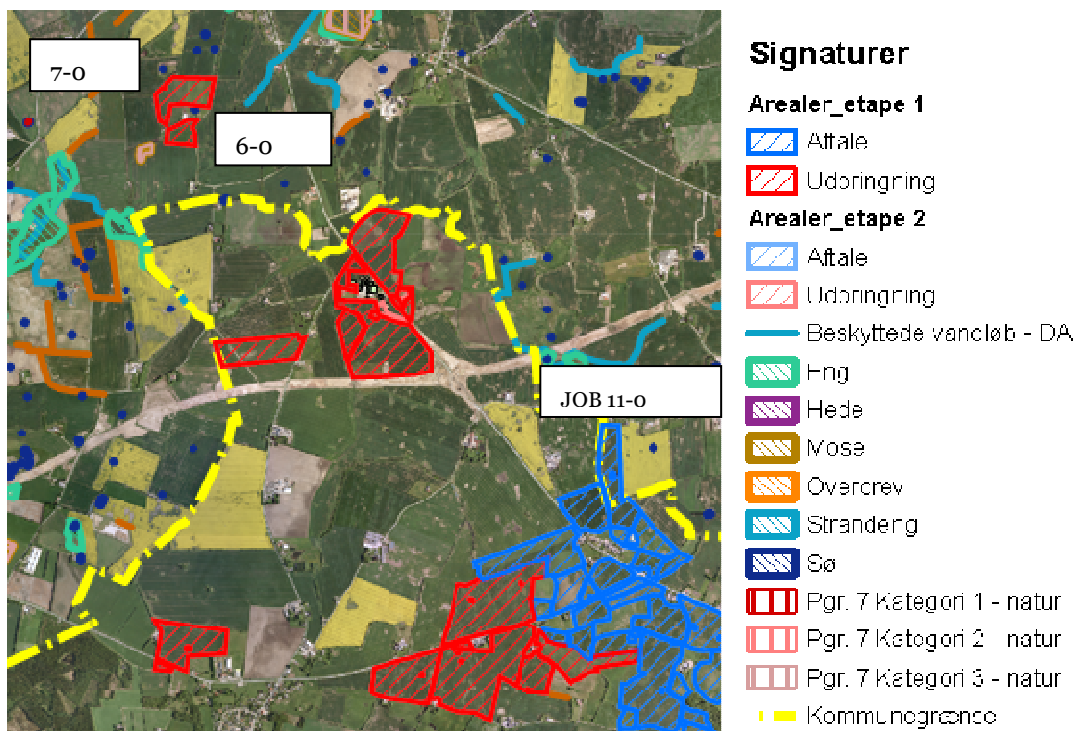 7-0
6-0
JOB 11-0
Signaturer
Arealer_etape 1
Aftale
Udbringning
Arealer_etape 2
Aftale
Udbringning
Beskyttede vandløb - DA
Eng
Hede
Mose
Overdrev
Strandeng
Sø
Pgr. 7 Kategori 1 - natur
Pgr. 7 Kategori 2 - natur
Pgr. 7 Kategori 3 - natur
Kommunegrænse